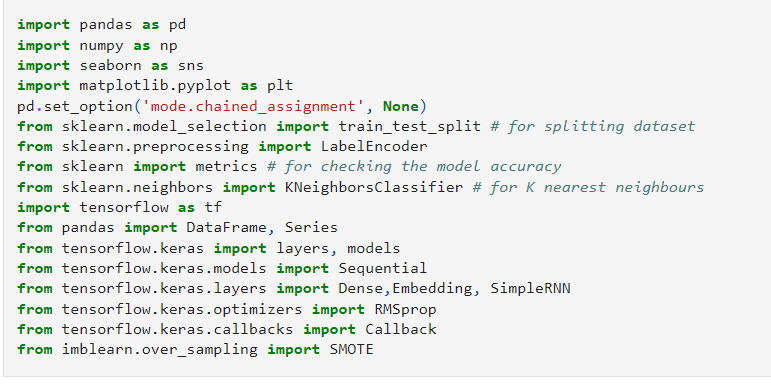 import pandas as pd
import numpy as np
import seaborn as sns
import matplotlib.pyplot as plt
pd.set_option('mode.chained_assignment', None)
from sklearn.model_selection import train_test_split # for splitting dataset
from sklearn.preprocessing import LabelEncoder
from sklearn import metrics # for checking the model accuracy
from sklearn.neighbors import KNeighborsClassifier # for K nearest neighbours
import tensorflow as tf
from pandas import DataFrame, Series
from tensorflow.keras import layers, models
from tensorflow.keras.models import Sequential
from tensorflow.keras.layers import Dense,Embedding, SimpleRNN
from tensorflow.keras.optimizers import RMSprop
from tensorflow.keras.callbacks import Callback
from imblearn.over_sampling import SMOTE